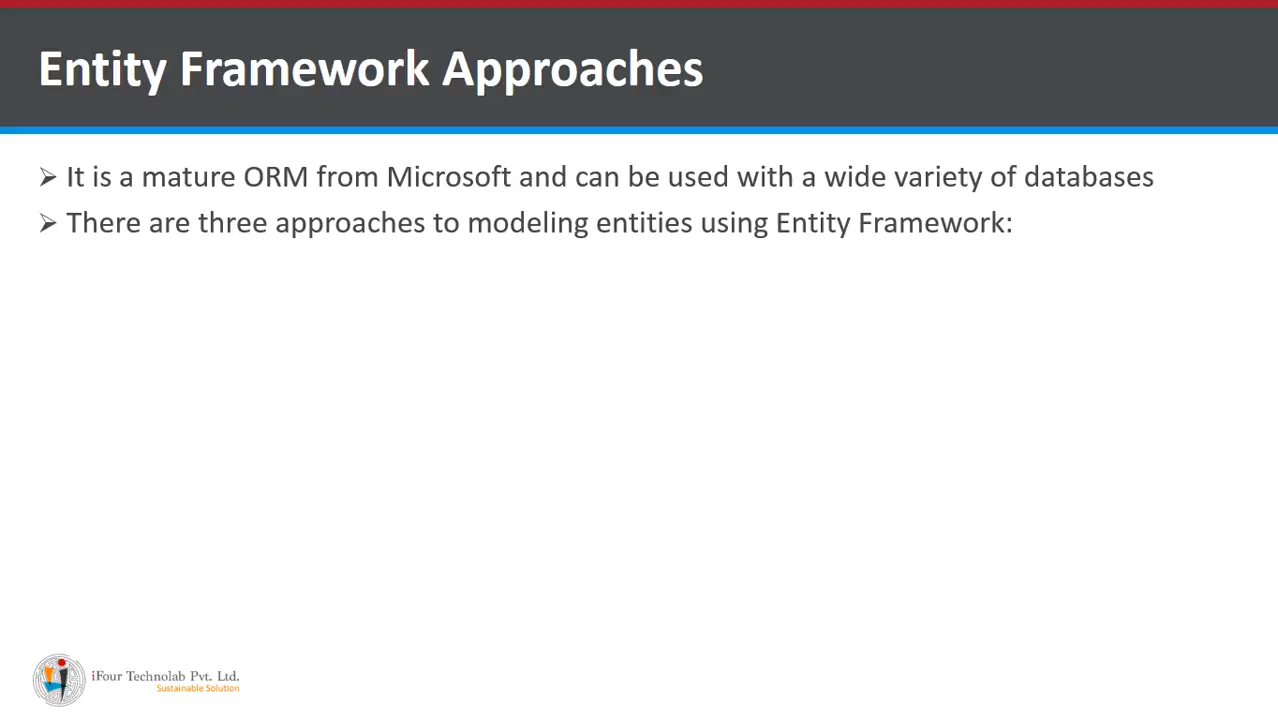 Entity Framework Approaches
➢ It is a mature ORM from Microsoft and can be used with a wide variety of databases
➢ There are three approaches to modeling entities using Entity Framework:
iFour Technolab Pvt. Ltd.
Sustainable Solution